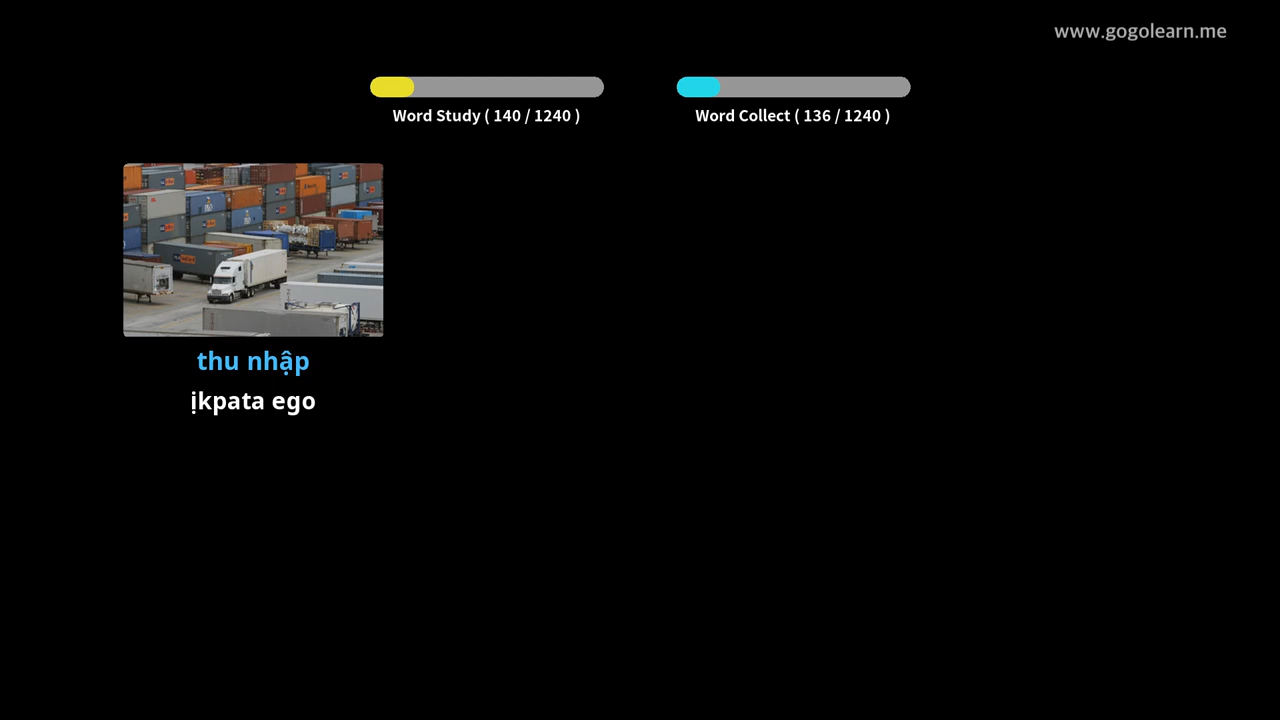 www.gogolearn.me
Word Study ( 140 / 1240 )
Word Collect ( 136 / 1240 )
thu nhập
ịkpata ego